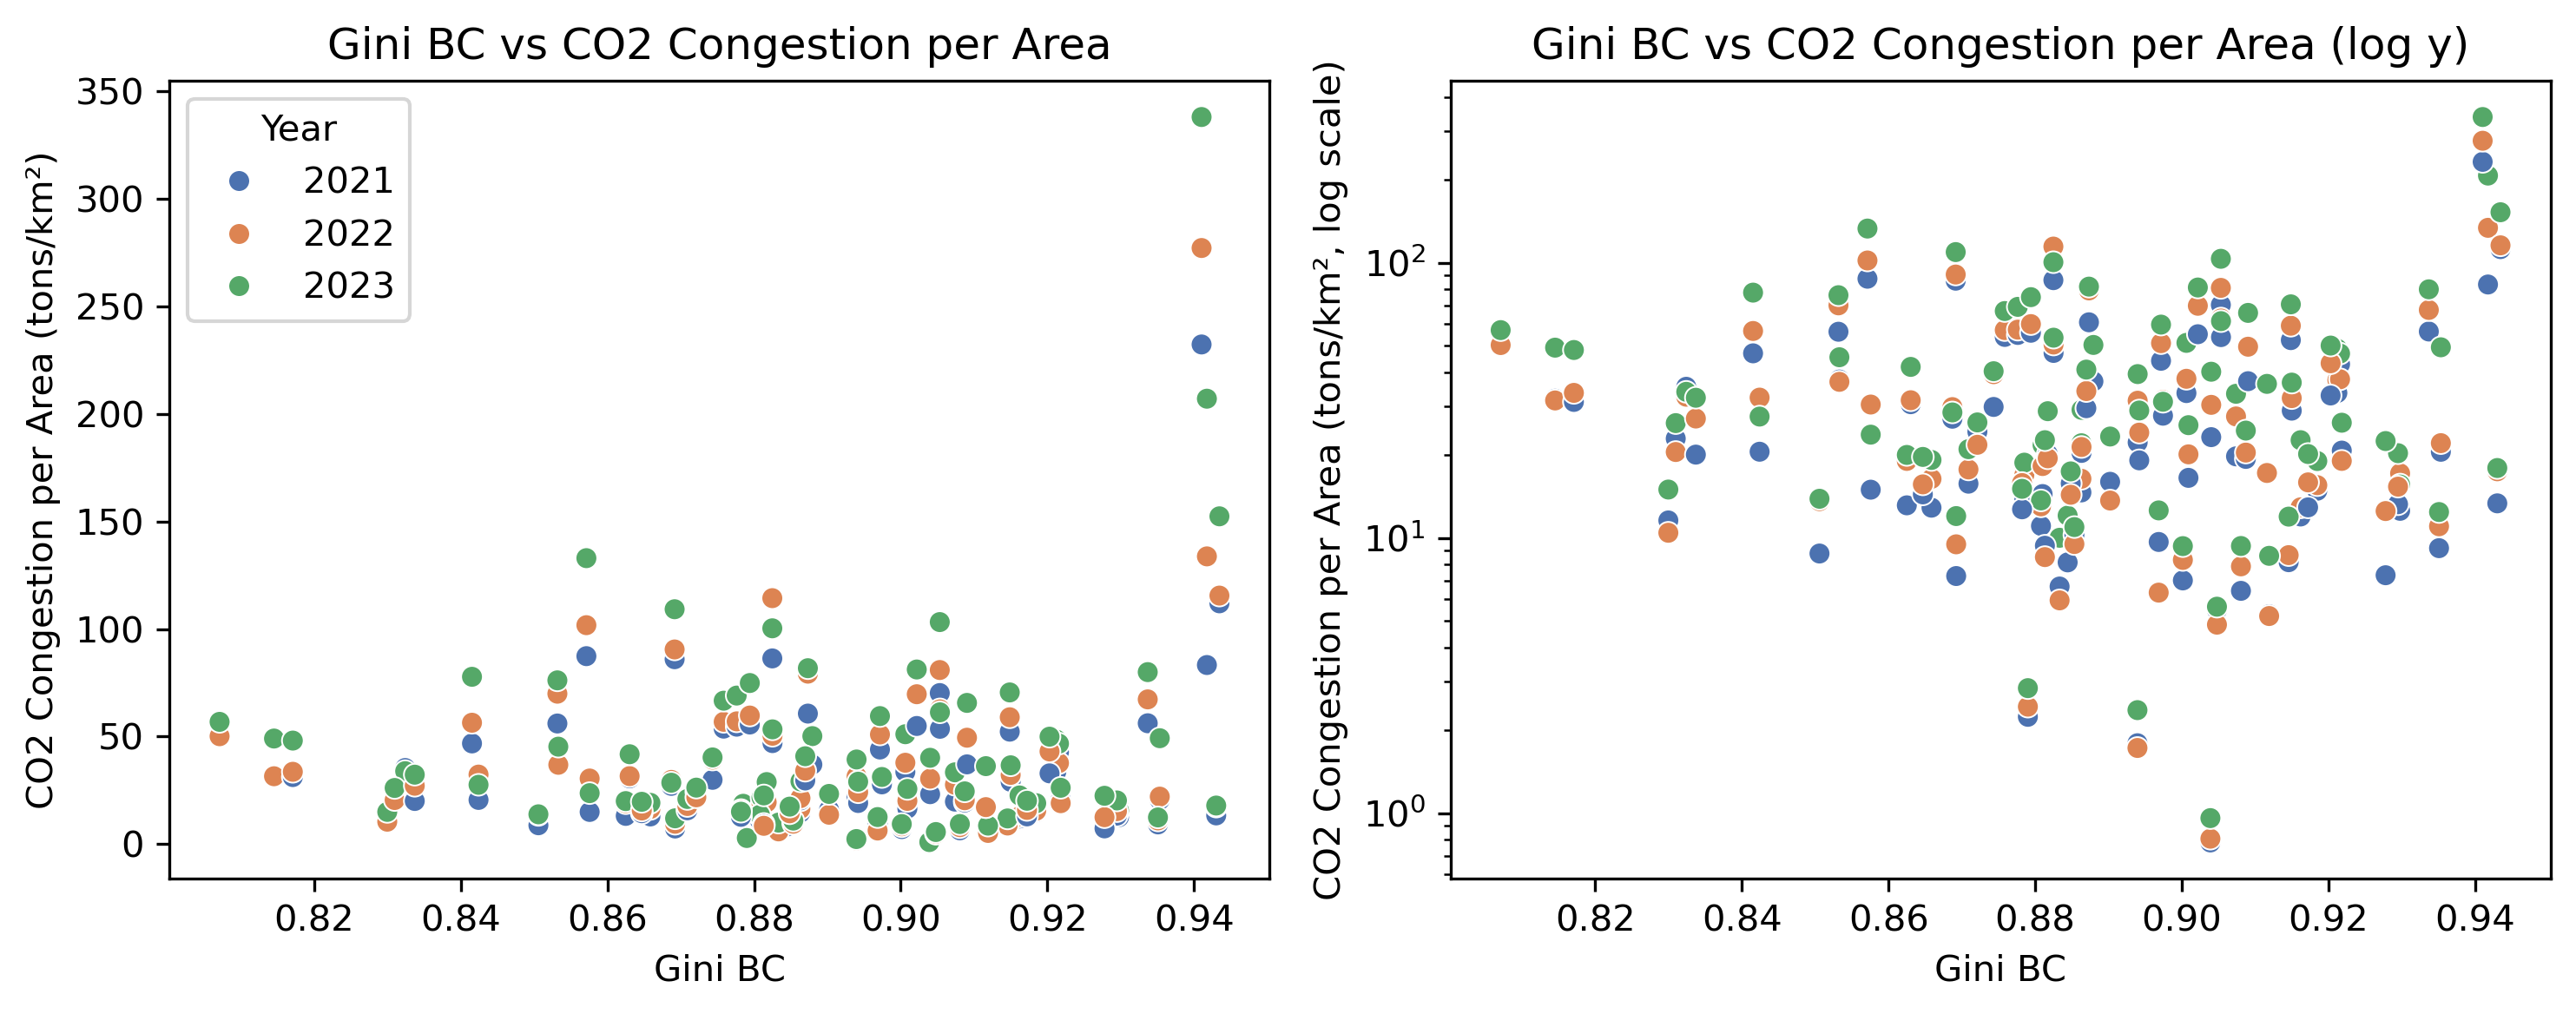 Gini BC vs CO2 Congestion per Area
CO2 Congestion per Area (tons/km²)
350
300
250
200
150
100
50
0
Year
2021
2022
2023
0.82 0.84 0.86 0.88 0.90 0.92 0.94
Gini BC
Gini BC vs CO2 Congestion per Area (log y)
CO2 Congestion per Area (tons/km², log scale)
10²
10¹
10⁰
0.82 0.84 0.86 0.88 0.90 0.92 0.94
Gini BC